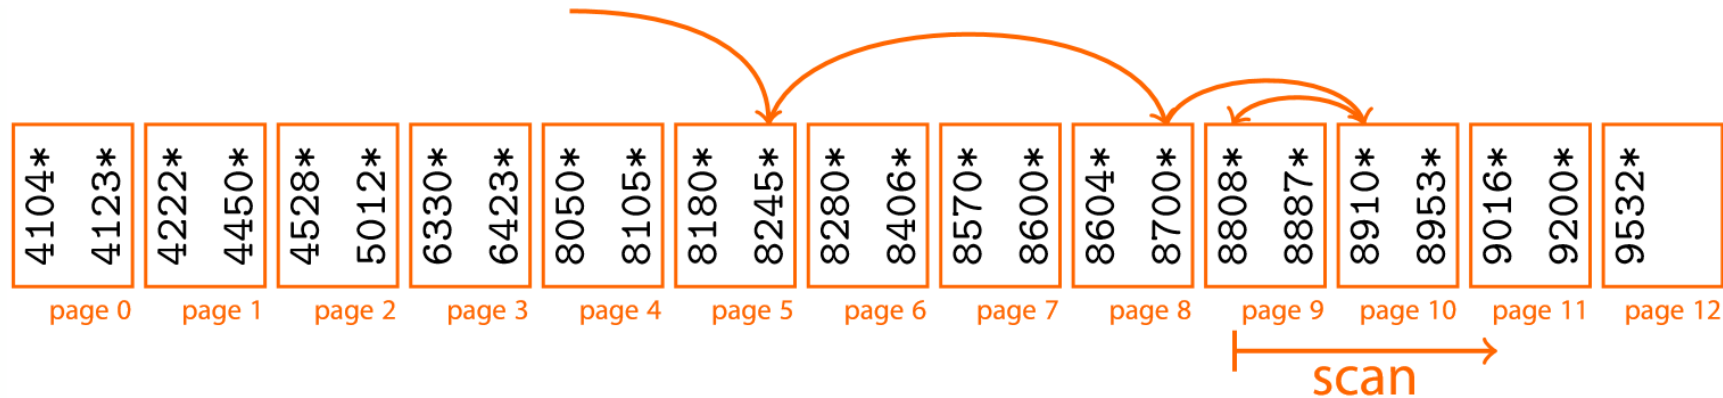 4104* 4123* 4222* 4450* 4528* 5012* 6330* 6423* 8050* 8105* 8180* 8245* 8280* 8406* 8570* 8600* 8604* 8700* 8808* 8887* 8910* 8953* 9016* 9200* 9532*
page 0 page 1 page 2 page 3 page 4 page 5 page 6 page 7 page 8 page 9 page 10 page 11 page 12
scan